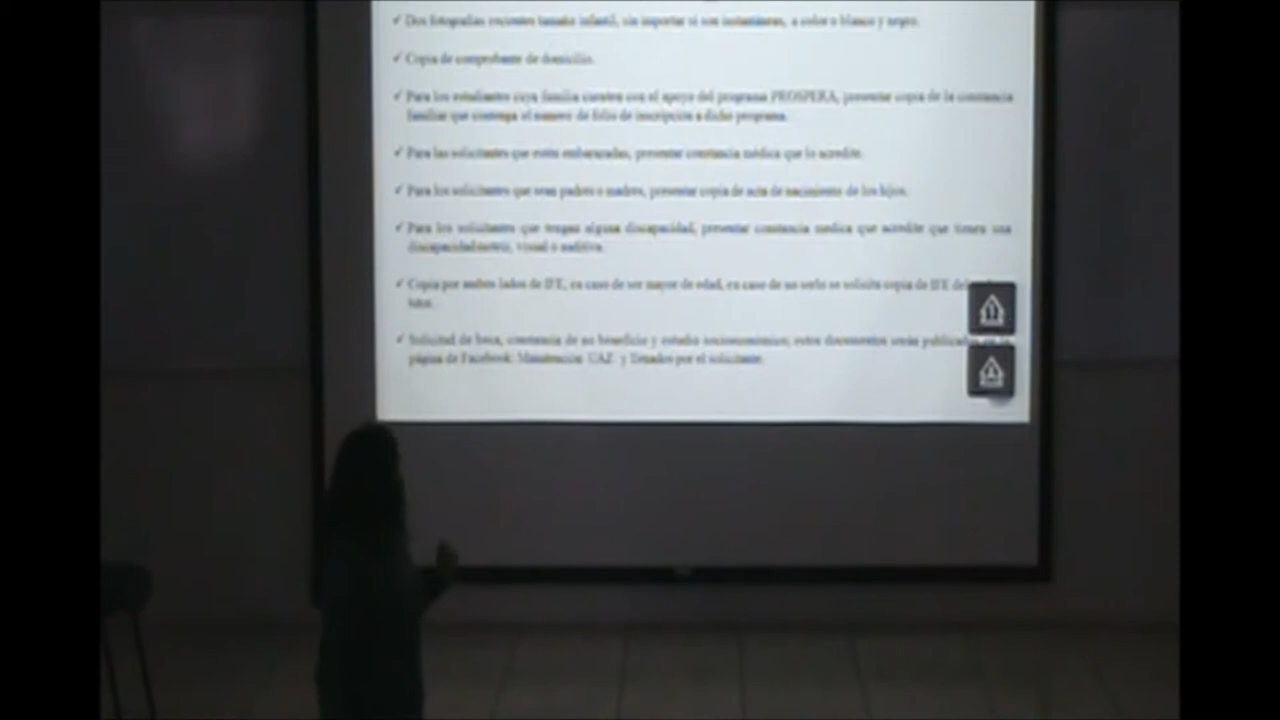 ✓ Dos fotografías recientes tamaño infantil, sin importar si son instantáneas, a color o blanco y negro.
✓ Copia de comprobante de domicilio.
✓ Para los estudiantes cuya familia cuenten con el apoyo del programa PROSPERA, presentar copia de la constancia
familiar que contenga el numero de folio de inscripción a dicho programa.
✓ Para las solicitantes que estén embarazadas, presentar constancia médica que lo acredite.
✓ Para los solicitantes que sean padres o madres, presentar copia de acta de nacimiento de los hijos.
✓ Para los solicitantes que tengan alguna discapacidad, presentar constancia medica que acredite que tienen una
discapacidad motriz, visual o auditiva.
✓ Copia por ambos lados de IFE, en caso de ser mayor de edad, en caso de no serlo se solicita copia de IFE del
tutor.
✓ Solicitud de beca, constancia de no beneficio y estudio socioeconómico; estos documentos serán publicados en la
página de Facebook: Manutención UAZ y llenados por el solicitante.